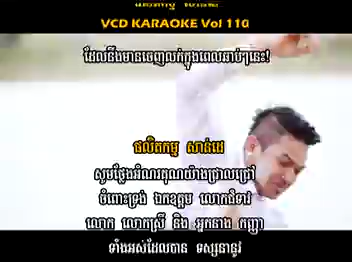 VCD KARAOKE Vol 110
ដែលនឹងមានចេញលក់ក្នុងពេលឆាប់ៗនេះ!
ផលិតកម្ម សាន់ដេ
សូមថ្លែងអំណរគុណយ៉ាងជ្រាលជ្រៅ
ចំពោះទ្រង់ ឯកឧត្តម លោកជំទាវ
លោក លោកស្រី និង អ្នកនាង កញ្ញា
ទាំងអស់ដែលបាន ទស្សនានូវ